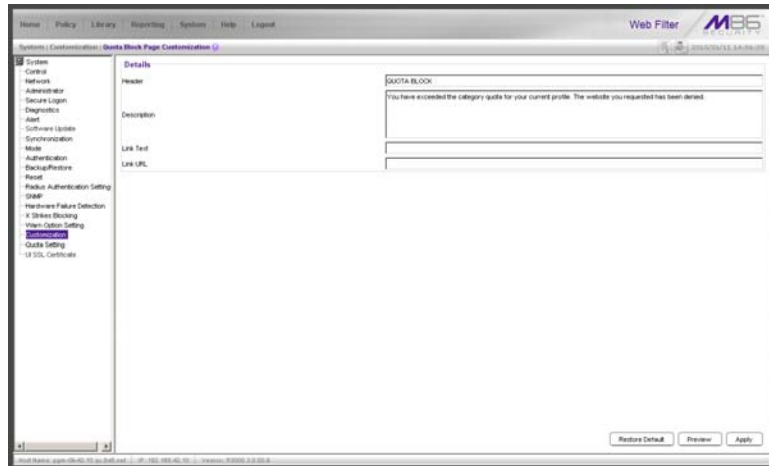 Home Policy Library Reporting System Help Logout
Web Filter
M86
SECURITY
System | Customization | Quota Block Page Customization
System
Control
Network
Administrator
Secure Logon
Diagnostics
Alert
Software Update
Synchronization
Mode
Authentication
Backup/Restore
Reset
Radius Authentication Setting
SNMP
Hardware Failure Detection
X Strikes Blocking
Warn Option Setting
Customization
Quota Setting
UI SSL Certificate
Details
Header
QUOTA BLOCK
Description
You have exceeded the category quota for your current profile. The website you requested has been denied.
Link Text
Link URL
Restore Default Preview Apply
Host Name: